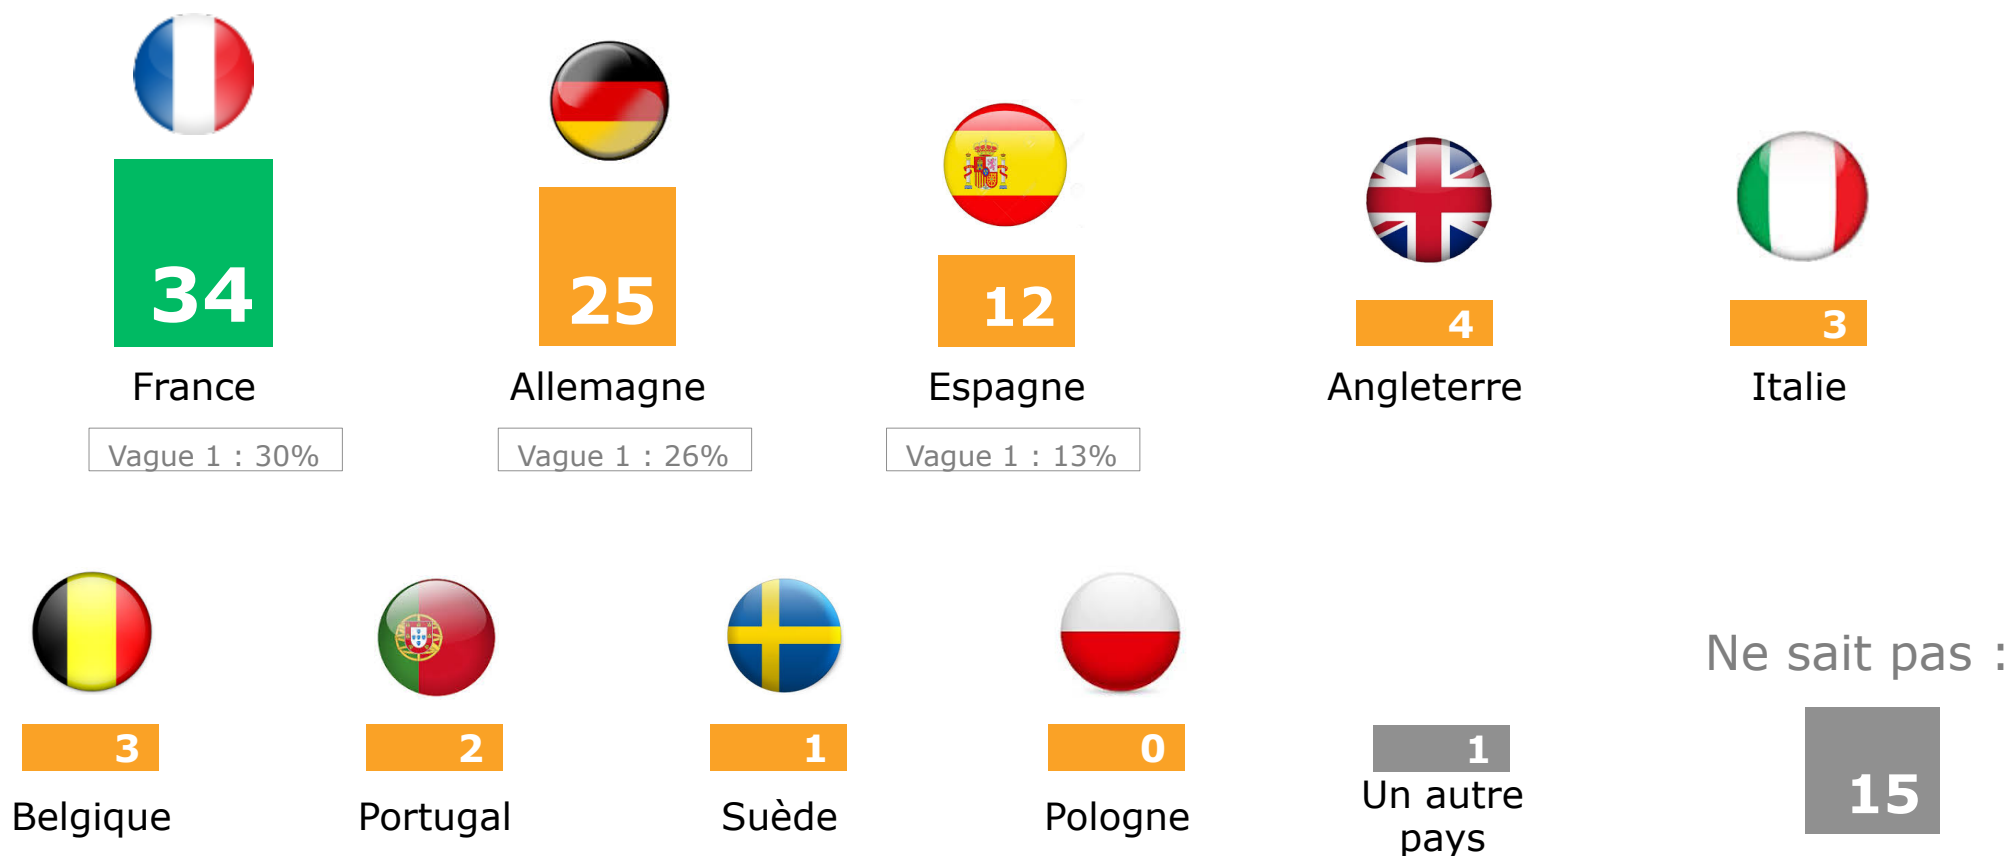 34
25
12
4
3
France
Allemagne
Espagne
Angleterre
Italie
Vague 1 : 30%
Vague 1 : 26%
Vague 1 : 13%
Ne sait pas :
3
2
1
0
1
15
Belgique
Portugal
Suède
Pologne
Un autre
pays